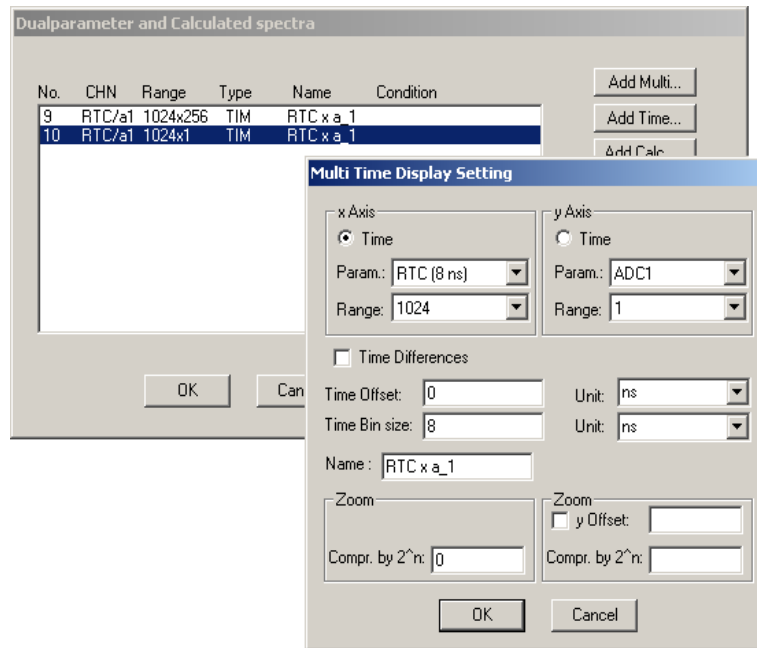 Dualparameter and Calculated spectra
Add Multi...
No. CHN Range Type Name Condition
9 RTC/a1 1024x256 TIM RTC x a_1
Add Time...
10 RTC/a1 1024x1 TIM RTC x a_1
Add Calc...
Multi Time Display Setting
x Axis
y Axis
Time
Time
Param.: RTC (8 ns)
Param.: ADC1
Range: 1024
Range: 1
Time Differences
OK
Can
Time Offset: 0
Unit: ns
Time Bin size: 8
Unit: ns
Name : RTC x a_1
Zoom
Zoom
y Offset:
Compr. by 2^n: 0
Compr. by 2^n:
OK
Cancel